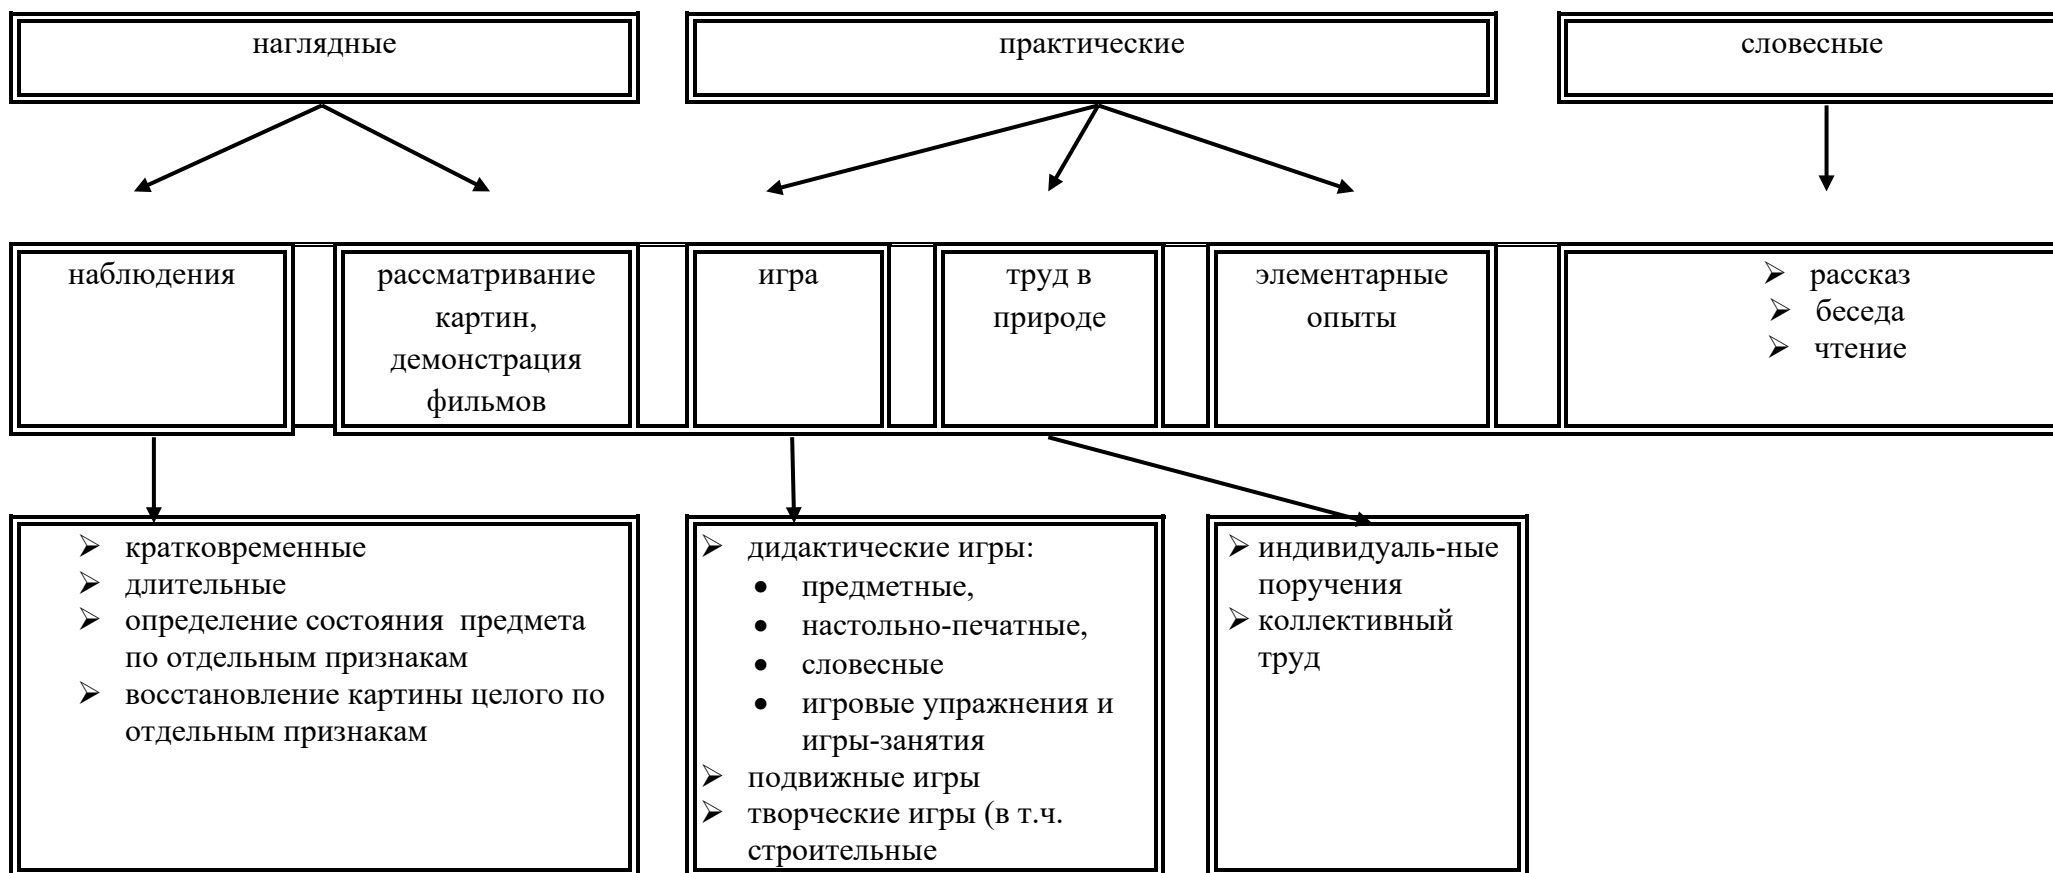 наглядные
практические
словесные
наблюдения
рассматривание
картин,
демонстрация
фильмов
игра
труд в
природе
элементарные
опыты
➢ рассказ
➢ беседа
➢ чтение
➢ кратковременные
➢ длительные
➢ определение состояния предмета
по отдельным признакам
➢ восстановление картины целого по
отдельным признакам
➢ дидактические игры:
• предметные,
• настольно-печатные,
• словесные
• игровые упражнения и
игры-занятия
➢ подвижные игры
➢ творческие игры (в т.ч.
строительные
➢ индивидуаль-ные
поручения
➢ коллективный
труд